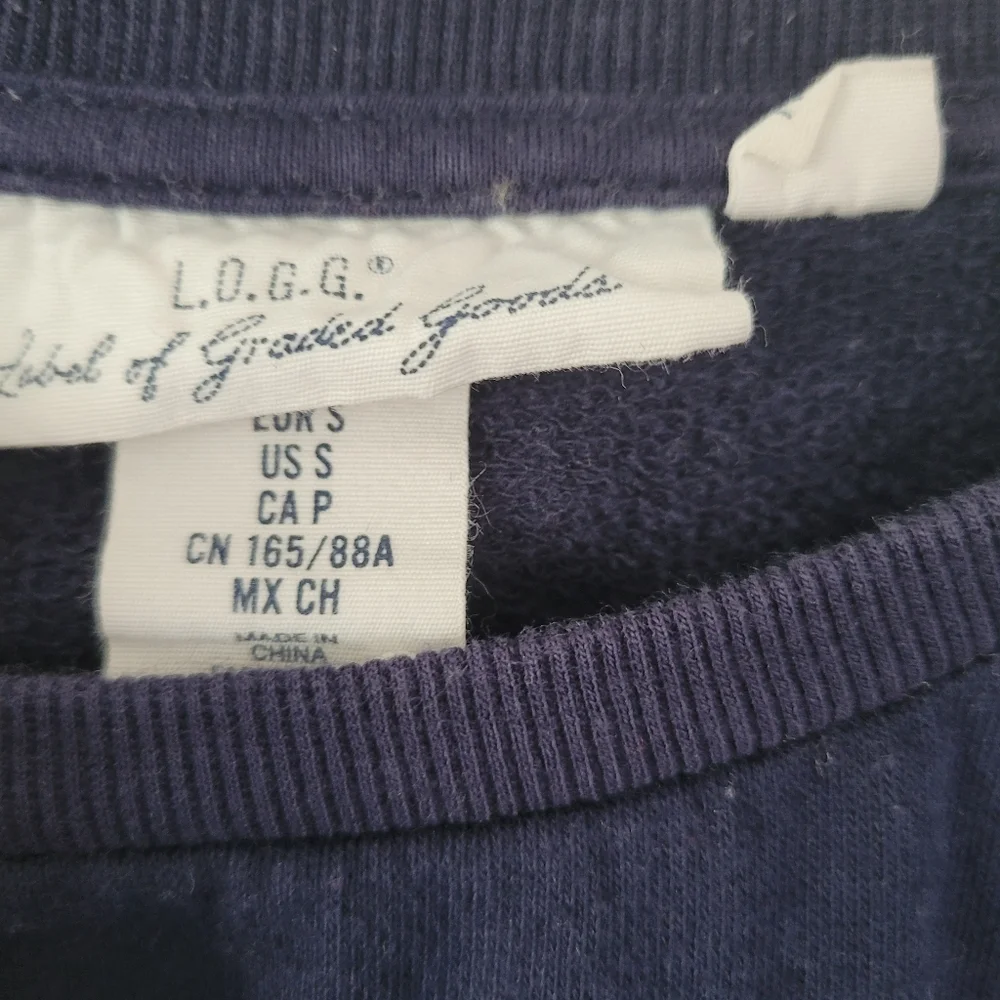 L.O.G.G.®
Label of Graded Goods
EUR S
US S
CA P
CN 165/88A
MX CH
MADE IN
CHINA